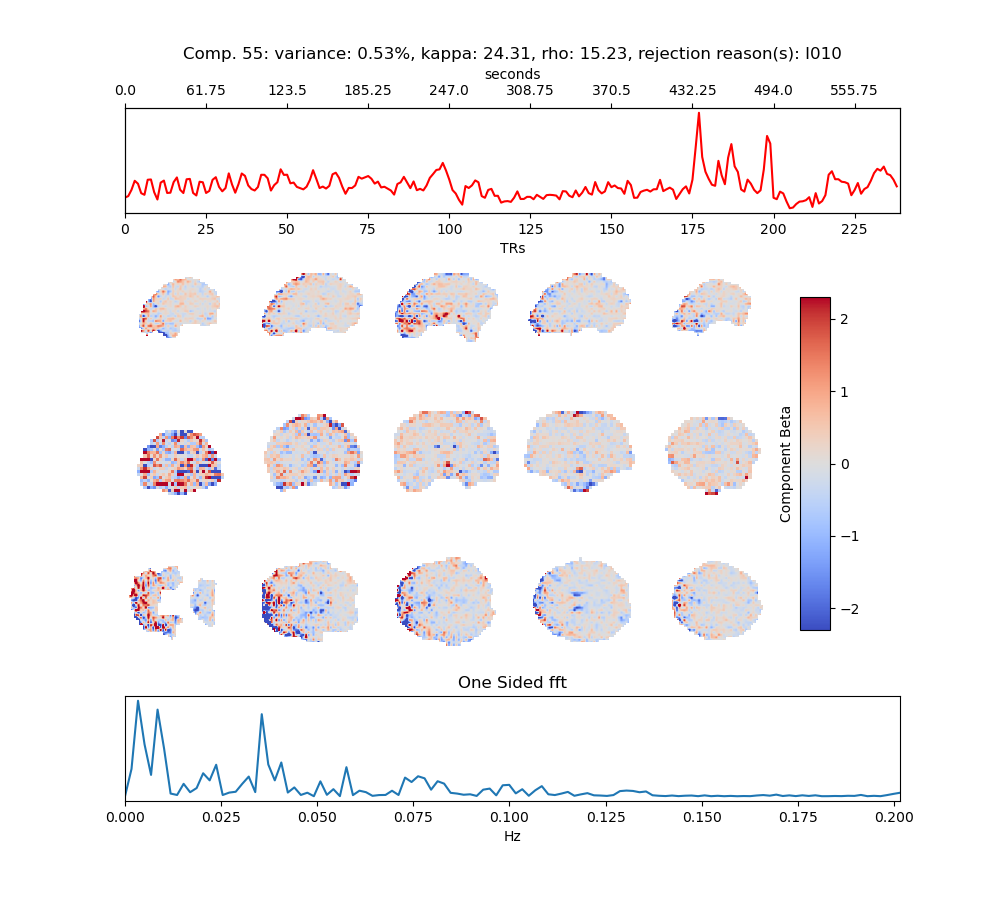 Comp. 55: variance: 0.53%, kappa: 24.31, rho: 15.23, rejection reason(s): I010
seconds
0.0 61.75 123.5 185.25 247.0 308.75 370.5 432.25 494.0 555.75
0 25 50 75 100 125 150 175 200 225
TRs
2
1
0
−1
−2
Component Beta
One Sided fft
0.000 0.025 0.050 0.075 0.100 0.125 0.150 0.175 0.200
Hz